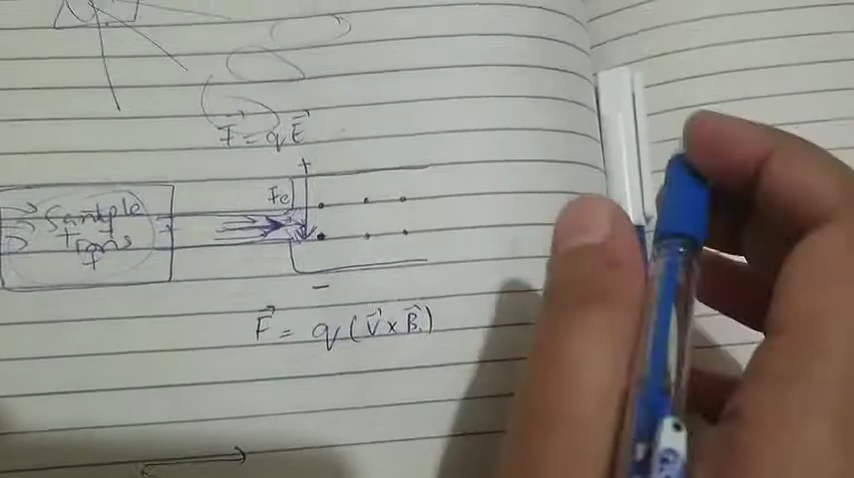 F⃗ = qE⃗
+
Fe
Sample
Ions
+
−
F⃗ = q(V⃗ × B⃗)